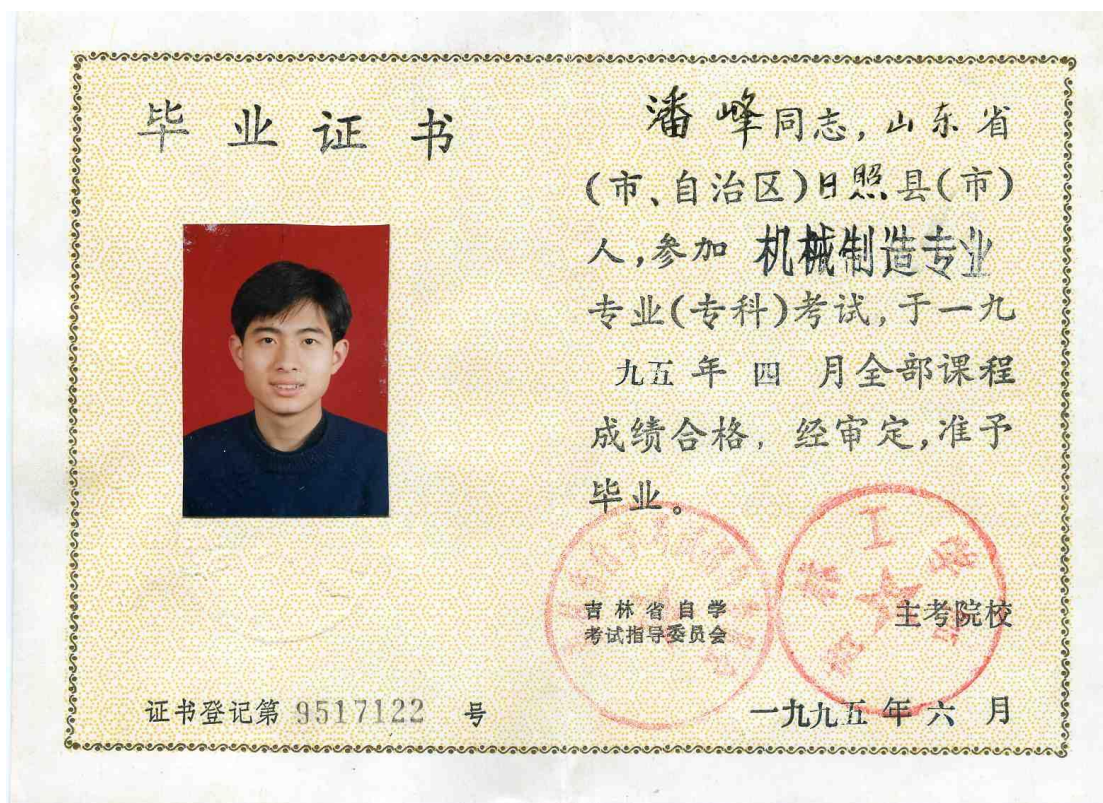 毕业证书
潘峰同志,山东省
(市、自治区)日照县(市)
人,参加 机械制造专业
专业(专科)考试,于一九
九五年四月全部课程
成绩合格,经审定,准予
毕业。
吉林省自学
考试指导委员会
主考院校
证书登记第 9517122 号
一九九五年六月